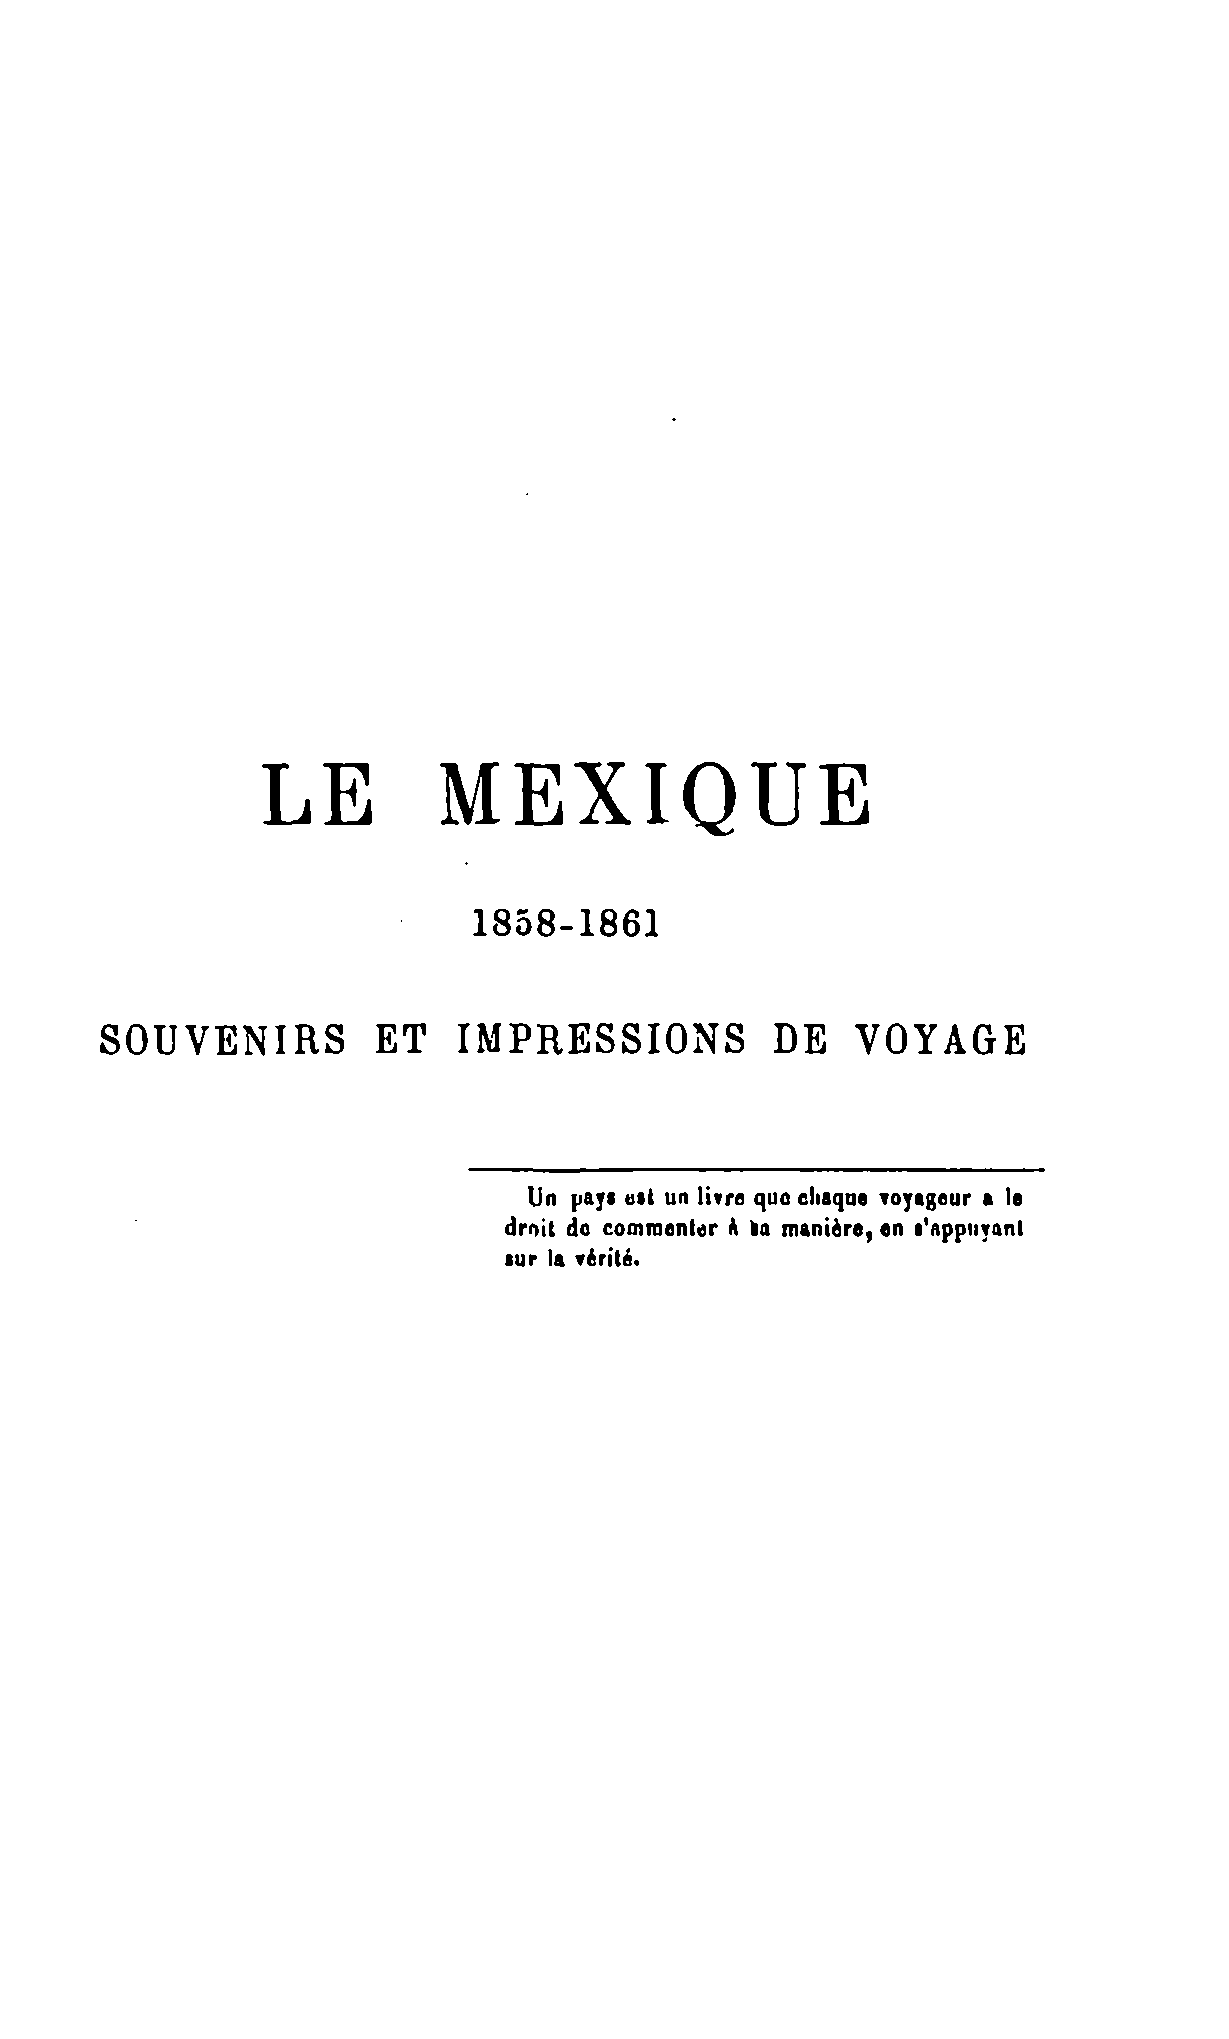 LE MEXIQUE
1858-1861
SOUVENIRS ET IMPRESSIONS DE VOYAGE
Un pays est un livre que chaque voyageur a le
droit de commenter à sa manière, en s'appuyant
sur la vérité.